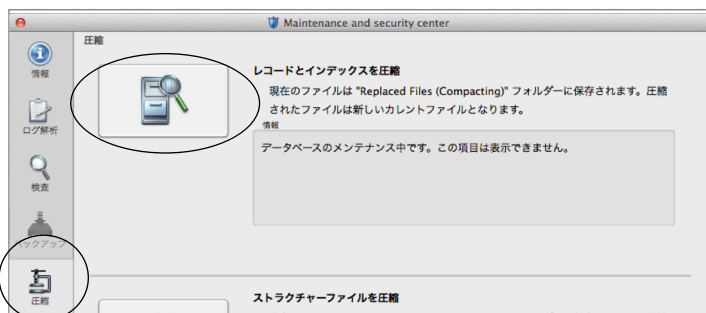 Maintenance and security center
情報
ログ解析
検査
バックアップ
圧縮
圧縮
レコードとインデックスを圧縮
現在のファイルは "Replaced Files (Compacting)" フォルダーに保存されます。圧縮
されたファイルは新しいカレントファイルとなります。
情報
データベースのメンテナンス中です。この項目は表示できません。
ストラクチャーファイルを圧縮